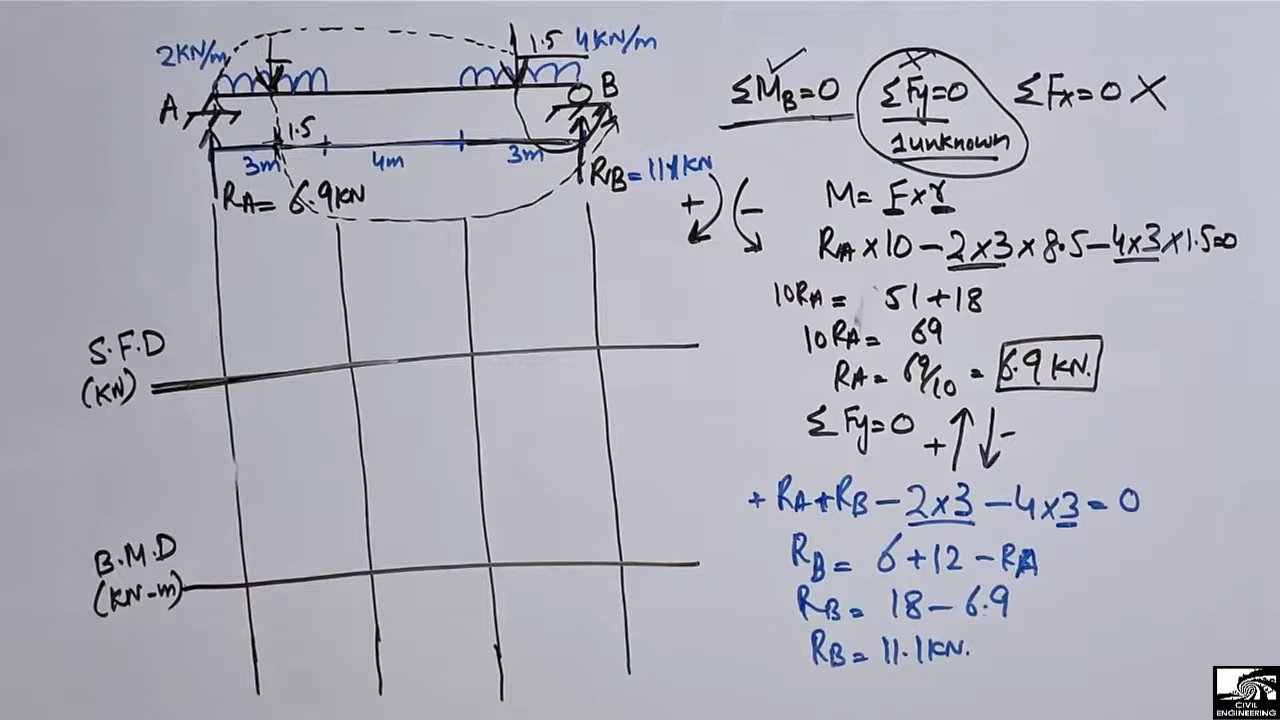 2KN/m
1.5 4KN/m
A
B
1.5
3m 4m 3m
RA= 6.9KN
RB=11.1KN
ΣMB=0 ΣFy=0 ΣFx=0 X
1unknown
+ -
M= F×r
RA×10-2×3×8.5-4×3×1.5=0
10RA= 51+18
10RA= 69
RA= 69/10 = 6.9 KN.
ΣFy=0 + -
+RA+RB-2×3-4×3=0
RB= 6+12-RA
RB= 18-6.9
RB= 11.1KN.
S.F.D
(KN)
B.M.D
(KN-m)
CIVIL
ENGINEERING